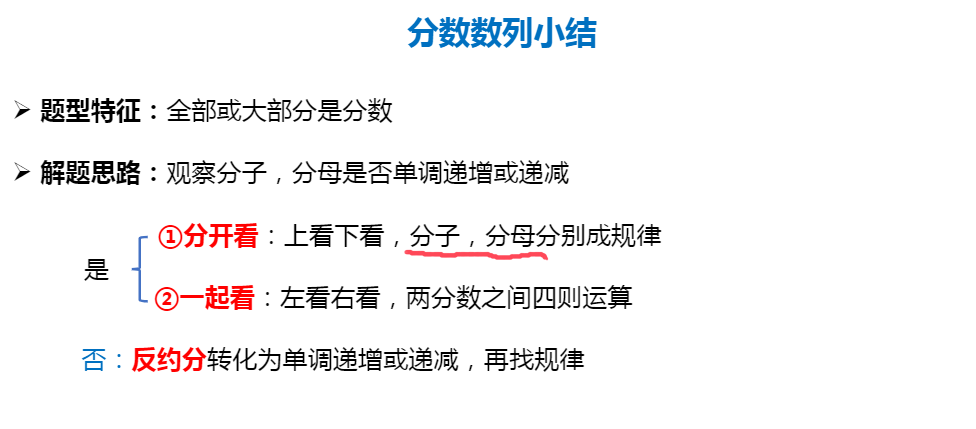 分数数列小结
➢ 题型特征：全部或大部分是分数
➢ 解题思路：观察分子，分母是否单调递增或递减
①分开看：上看下看，分子，分母分别成规律
是
②一起看：左看右看，两分数之间四则运算
否：反约分转化为单调递增或递减，再找规律